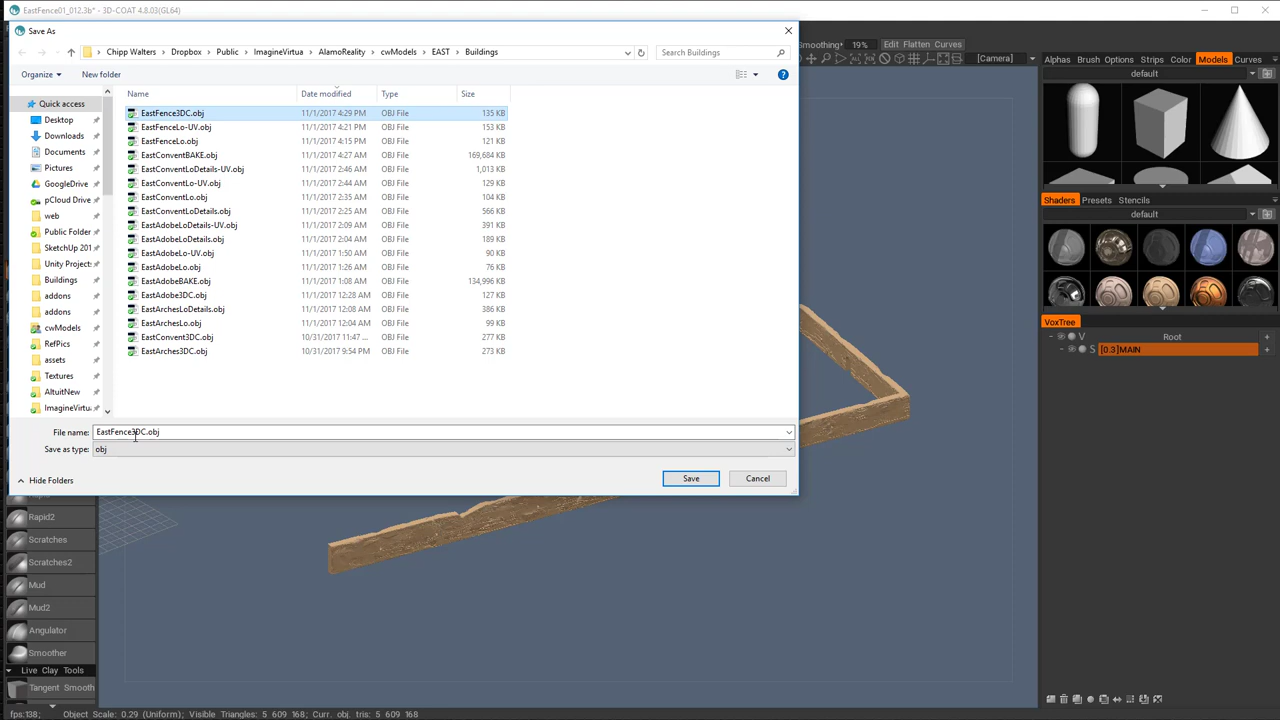 EastFence01_012.3b* - 3D-COAT 4.8.03(GL64)
Save As
Smoothing+ 19% Edit Flatten Curves
Chipp Walters > Dropbox > Public > ImagineVirtua > AlamoReality > cwModels > EAST > Buildings
Search Buildings
[Camera]
Alphas Brush Options Strips Color Models Curves
Organize New folder
default
Name Date modified Type Size
Quick access
Desktop
Downloads
Documents
Pictures
GoogleDrive
pCloud Drive
web
Public Folder
SketchUp 201
Unity Project
Buildings
addons
addons
cwModels
RefPics
assets
Textures
AltuitNew
ImagineVirtu
EastFence3DC.obj 11/1/2017 4:29 PM OBJ File 135 KB
EastFenceLo-UV.obj 11/1/2017 4:21 PM OBJ File 153 KB
EastFenceLo.obj 11/1/2017 4:15 PM OBJ File 121 KB
EastConventBAKE.obj 11/1/2017 4:27 AM OBJ File 169,684 KB
EastConventLoDetails-UV.obj 11/1/2017 2:46 AM OBJ File 1,013 KB
EastConventLo-UV.obj 11/1/2017 2:44 AM OBJ File 129 KB
EastConventLo.obj 11/1/2017 2:35 AM OBJ File 104 KB
EastConventLoDetails.obj 11/1/2017 2:25 AM OBJ File 566 KB
EastAdobeLoDetails-UV.obj 11/1/2017 2:09 AM OBJ File 391 KB
EastAdobeLoDetails.obj 11/1/2017 2:04 AM OBJ File 189 KB
EastAdobeLo-UV.obj 11/1/2017 1:50 AM OBJ File 90 KB
EastAdobeLo.obj 11/1/2017 1:26 AM OBJ File 76 KB
EastAdobeBAKE.obj 11/1/2017 1:08 AM OBJ File 134,996 KB
EastAdobe3DC.obj 11/1/2017 12:28 AM OBJ File 127 KB
EastArchesLoDetails.obj 11/1/2017 12:08 AM OBJ File 386 KB
EastArchesLo.obj 11/1/2017 12:04 AM OBJ File 99 KB
EastConvent3DC.obj 10/31/2017 11:47 ... OBJ File 277 KB
EastArches3DC.obj 10/31/2017 9:54 PM OBJ File 273 KB
Shaders Presets Stencils
default
VoxTree
V Root +
S [0.3]MAIN +
File name: EastFence3DC.obj
Save as type: obj
Hide Folders Save Cancel
Rapid2
Scratches
Scratches2
Mud
Mud2
Angulator
Smoother
Live Clay Tools
Tangent Smooth
fps:138; Object Scale: 0.29 (Uniform); Visible Triangles: 5 609 168; Curr. obj. tris: 5 609 168;